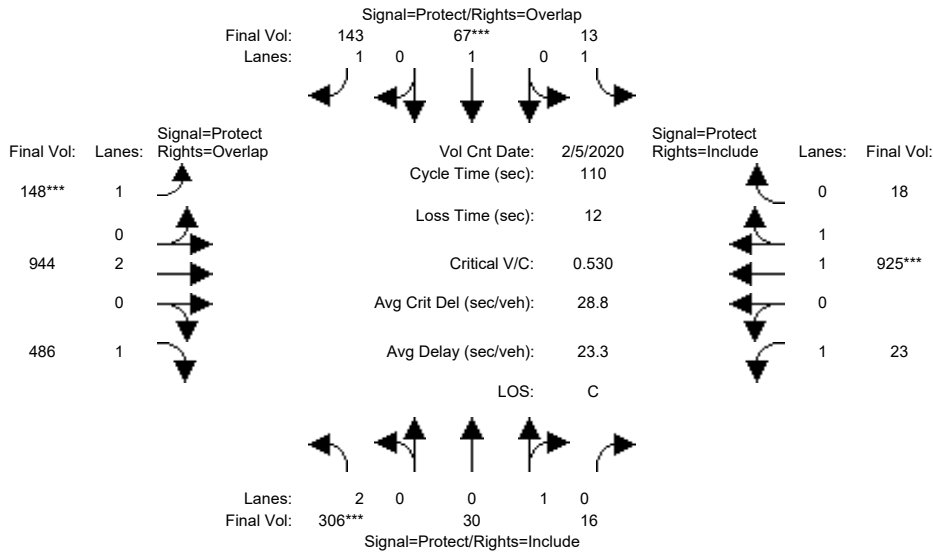 Signal=Protect/Rights=Overlap
Final Vol: 143 67*** 13
Lanes: 1 0 1 0 1
Signal=Protect Signal=Protect
Final Vol: Lanes: Rights=Overlap Vol Cnt Date: 2/5/2020 Rights=Include Lanes: Final Vol:
Cycle Time (sec): 110
148*** 1 0 18
Loss Time (sec): 12
0 1
944 2 Critical V/C: 0.530 1 925***
0 Avg Crit Del (sec/veh): 28.8 0
486 1 Avg Delay (sec/veh): 23.3 1 23
LOS: C
Lanes: 2 0 0 1 0
Final Vol: 306*** 30 16
Signal=Protect/Rights=Include